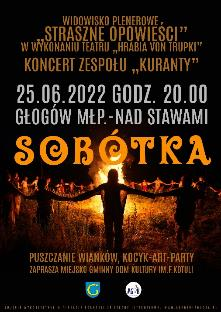 WIDOWISKO PLENEROWE
„STRASZNE OPOWIEŚCI”
W WYKONANIU TEATRU „HRABIA VON TRUPKI”
KONCERT ZESPOŁU „KURANTY”
25.06.2022 GODZ. 20.00
GŁOGÓW MŁP.-NAD STAWAMI
SOBÓTKA
PUSZCZANIE WIANKÓW, KOCYK-ART-PARTY
ZAPRASZA MIEJSKO GMINNY DOM KULTURY IM.F.KOTULI